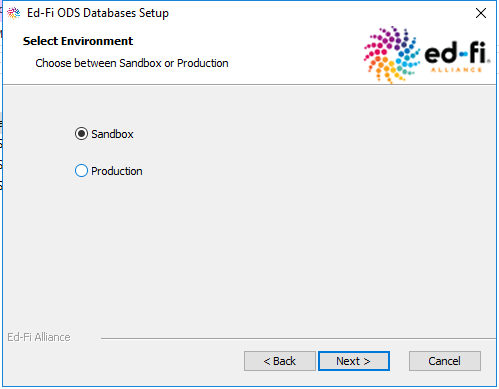 Ed-Fi ODS Databases Setup
Select Environment
Choose between Sandbox or Production
ed-fi
ALLIANCE
Sandbox
Production
Ed-Fi Alliance
< Back
Next >
Cancel